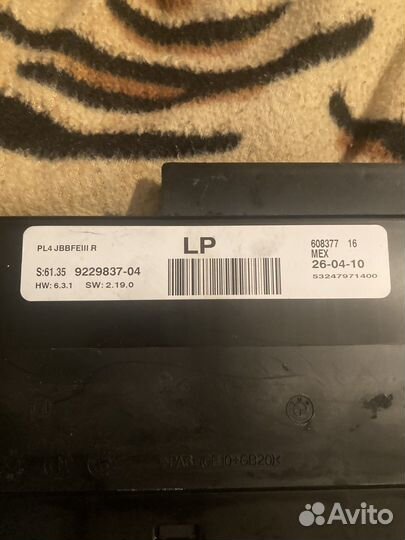 PL4 JBBFEIII R
LP
608377 16
MEX
S:61.35 9229837-04
26-04-10
HW: 6.3.1 SW: 2.19.0
53247971400
Avito